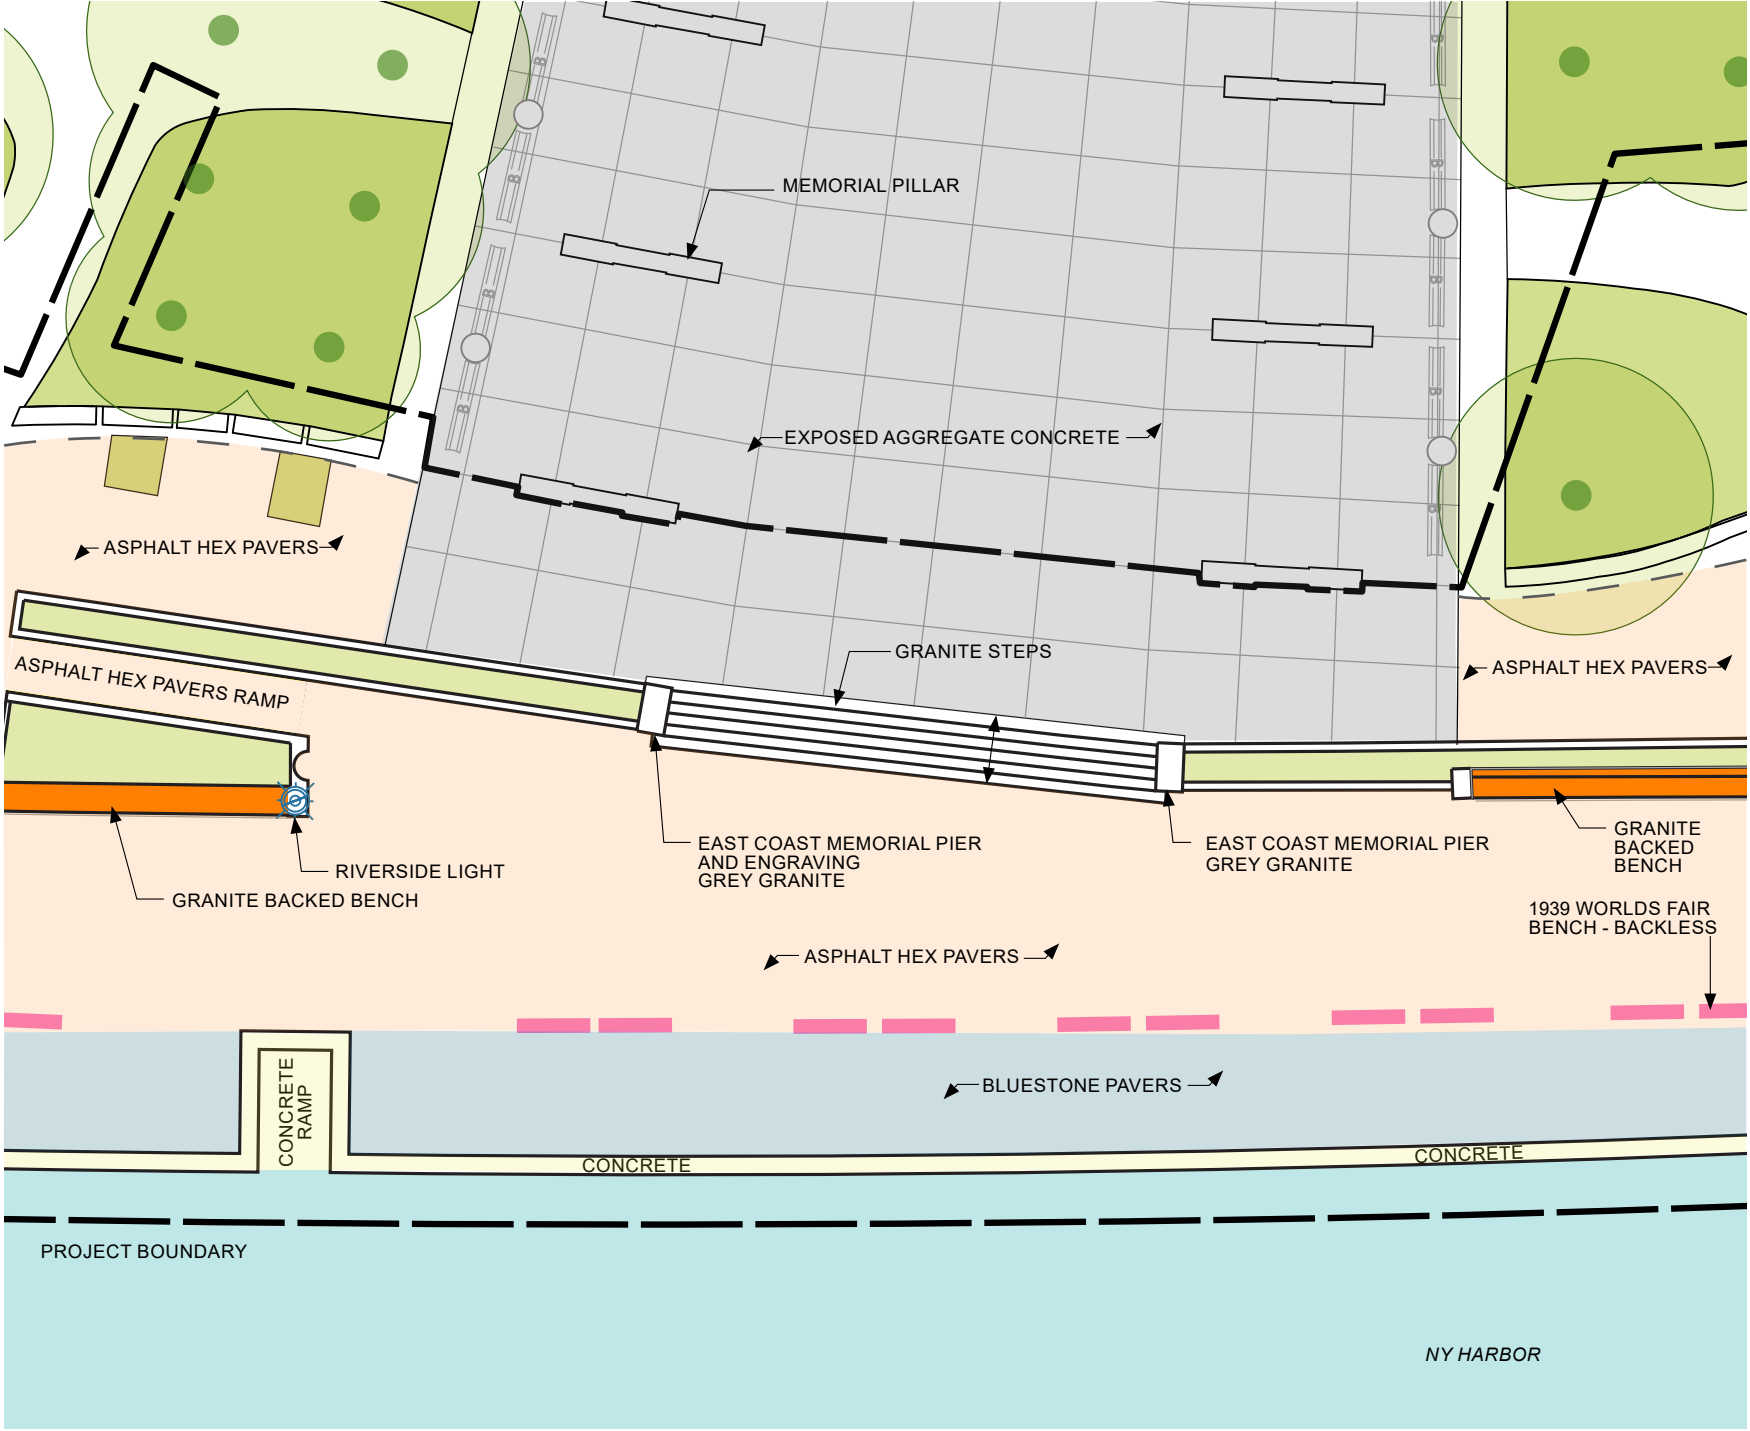 MEMORIAL PILLAR
EXPOSED AGGREGATE CONCRETE
ASPHALT HEX PAVERS
GRANITE STEPS
ASPHALT HEX PAVERS
ASPHALT HEX PAVERS RAMP
EAST COAST MEMORIAL PIER
AND ENGRAVING
GREY GRANITE
EAST COAST MEMORIAL PIER
GREY GRANITE
GRANITE
BACKED
BENCH
RIVERSIDE LIGHT
GRANITE BACKED BENCH
1939 WORLDS FAIR
BENCH - BACKLESS
ASPHALT HEX PAVERS
BLUESTONE PAVERS
CONCRETE
RAMP
CONCRETE
CONCRETE
PROJECT BOUNDARY
NY HARBOR
B
B
B
B
B
B
B
B
B